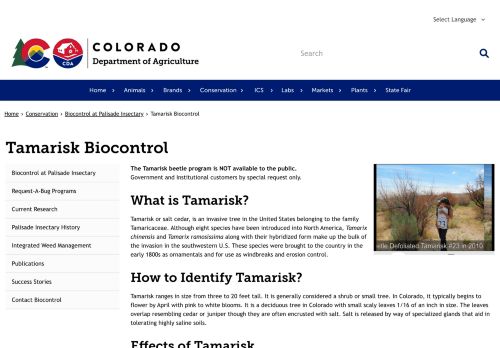 Select Language
COLORADO
Department of Agriculture
CO
CDA
Search
Home > Animals > Brands > Conservation > ICS > Labs > Markets > Plants > State Fair
Home › Conservation › Biocontrol at Palisade Insectary › Tamarisk Biocontrol
Tamarisk Biocontrol
Biocontrol at Palisade Insectary
Request-A-Bug Programs
Current Research
Palisade Insectary History
Integrated Weed Management
Publications
Success Stories
Contact Biocontrol
The Tamarisk beetle program is NOT available to the public.
Government and institutional customers by special request only.
What is Tamarisk?
Tamarisk or salt cedar, is an invasive tree in the United States belonging to the family
Tamaricaceae. Although eight species have been introduced into North America, Tamarix
chinensis and Tamarix ramosissima along with their hybridized form make up the bulk of
the invasion in the southwestern U.S. These species were brought to the country in the
early 1800s as ornamentals and for use as windbreaks and erosion control.
How to Identify Tamarisk?
Tamarisk ranges in size from three to 20 feet tall. It is generally considered a shrub or small tree. In Colorado, it typically begins to
flower by April with pink to white blooms. It is a deciduous tree in Colorado with small scaly leaves 1/16 of an inch in size. The leaves
overlap resembling cedar or juniper though they are often encrusted with salt. Salt is released by way of specialized glands that aid in
tolerating highly saline soils.
Effects of Tamarisk
etle Defoliated Tamarisk #23 in 2010